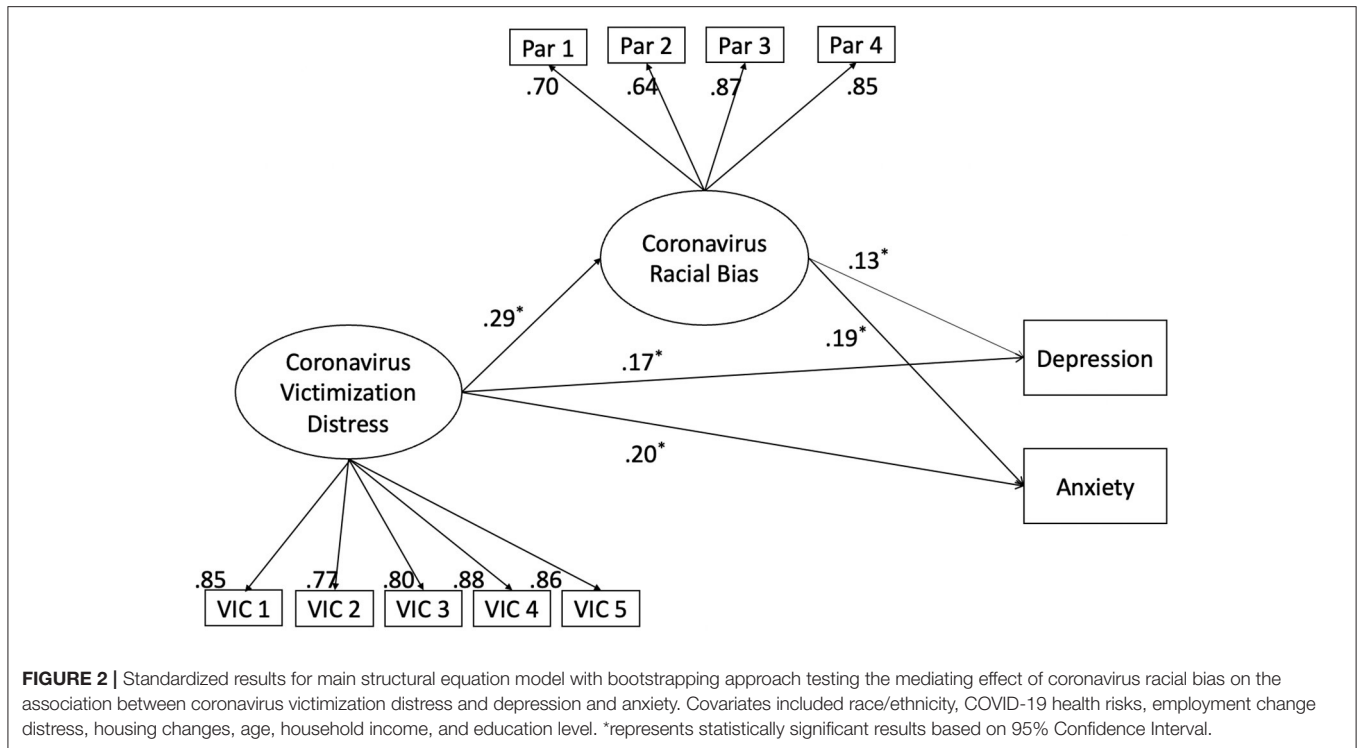 Par 1
Par 2
Par 3
Par 4
.70
.64
.87
.85
Coronavirus
Racial Bias
.13*
.29*
.19*
.17*
Depression
Coronavirus
Victimization
Distress
.20*
Anxiety
.85
.77
.80
.88
.86
VIC 1
VIC 2
VIC 3
VIC 4
VIC 5
FIGURE 2 | Standardized results for main structural equation model with bootstrapping approach testing the mediating effect of coronavirus racial bias on the
association between coronavirus victimization distress and depression and anxiety. Covariates included race/ethnicity, COVID-19 health risks, employment change
distress, housing changes, age, household income, and education level. *represents statistically significant results based on 95% Confidence Interval.